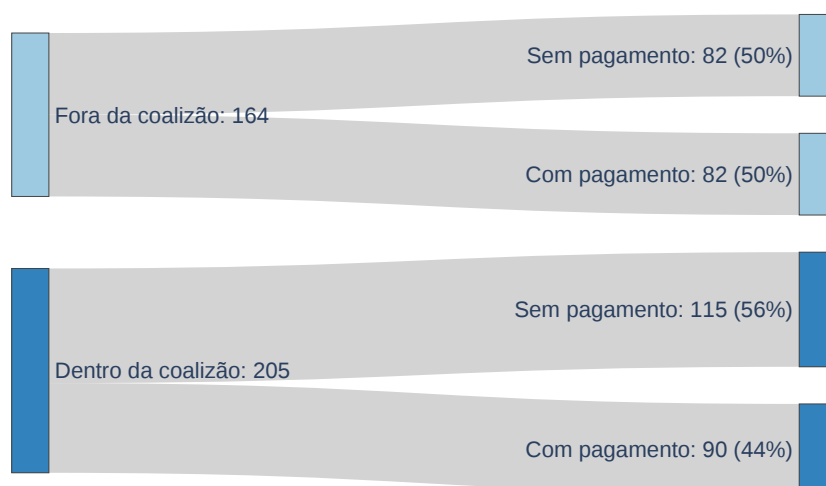 Sem pagamento: 82 (50%)
Fora da coalizão: 164
Com pagamento: 82 (50%)
Sem pagamento: 115 (56%)
Dentro da coalizão: 205
Com pagamento: 90 (44%)